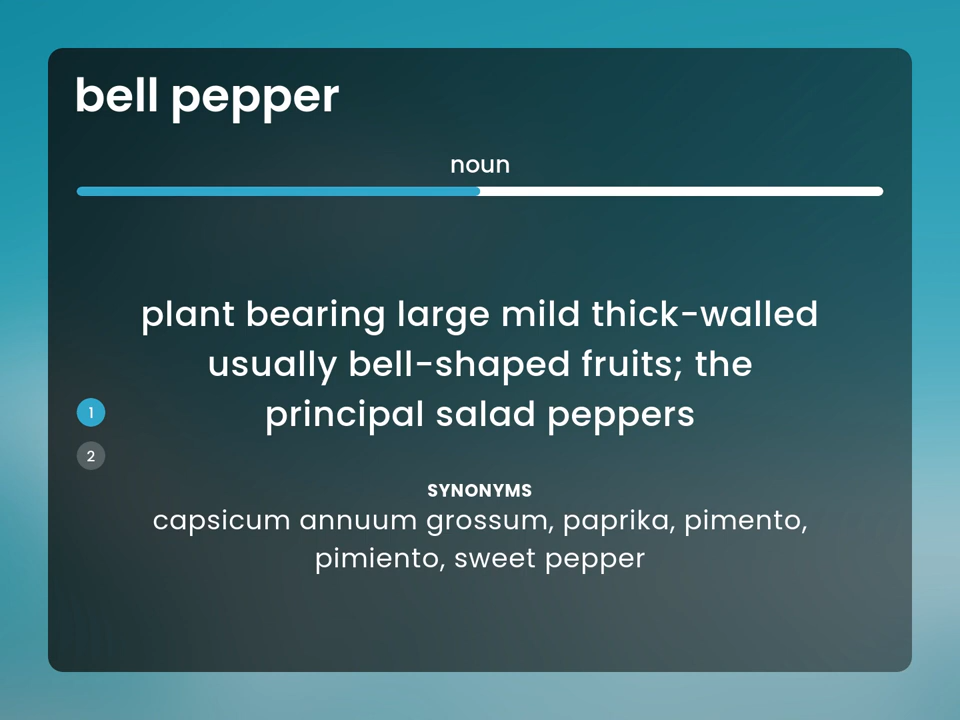 bell pepper
noun
plant bearing large mild thick-walled
usually bell-shaped fruits; the
principal salad peppers
1
2
SYNONYMS
capsicum annuum grossum, paprika, pimento,
pimiento, sweet pepper